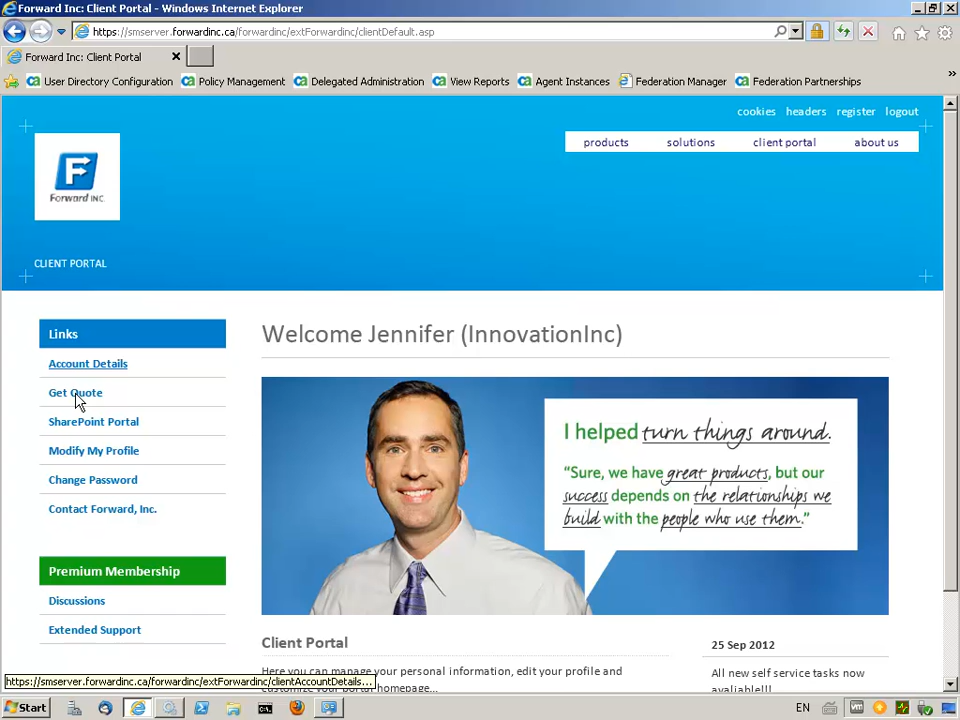 Forward Inc: Client Portal - Windows Internet Explorer
https://smserver.forwardinc.ca/forwardinc/extForwardinc/clientDefault.asp
Forward Inc: Client Portal
User Directory Configuration Policy Management Delegated Administration View Reports Agent Instances Federation Manager Federation Partnerships
cookies headers register logout
products solutions client portal about us
F
Forward Inc.
CLIENT PORTAL
Links
Account Details
Get Quote
SharePoint Portal
Modify My Profile
Change Password
Contact Forward, Inc.
Premium Membership
Discussions
Extended Support
Welcome Jennifer (InnovationInc)
I helped turn things around.
“Sure, we have great products, but our
success depends on the relationships we
build with the people who use them.”
Client Portal
Here you can manage your personal information, edit your profile and
customize your portal homepage...
25 Sep 2012
All new self service tasks now
available!!!
https://smserver.forwardinc.ca/forwardinc/extForwardinc/clientAccountDetails...
Start
EN